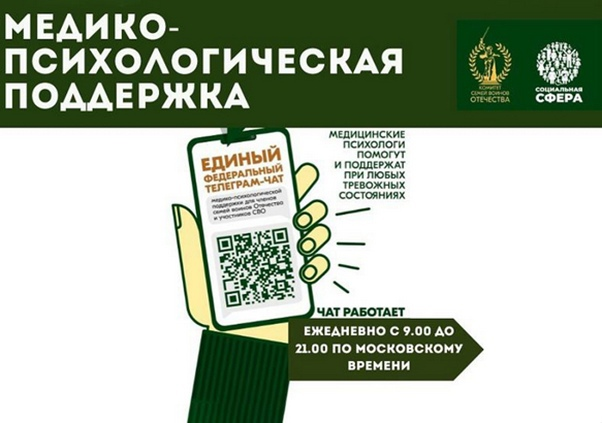 МЕДИКО-
ПСИХОЛОГИЧЕСКАЯ
ПОДДЕРЖКА
КОМИТЕТ
СЕМЕЙ ВОИНОВ
ОТЕЧЕСТВА
СОЦИАЛЬНАЯ
СФЕРА
МЕДИЦИНСКИЕ
ПСИХОЛОГИ
ПОМОГУТ
И ПОДДЕРЖАТ
ПРИ ЛЮБЫХ
ТРЕВОЖНЫХ
СОСТОЯНИЯХ
ЕДИНЫЙ
ФЕДЕРАЛЬНЫЙ
ТЕЛЕГРАМ-ЧАТ
медико-психологической
поддержки для членов
семей воинов Отечества
и участников СВО
ЧАТ РАБОТАЕТ
ЕЖЕДНЕВНО С 9.00 ДО
21.00 ПО МОСКОВСКОМУ
ВРЕМЕНИ